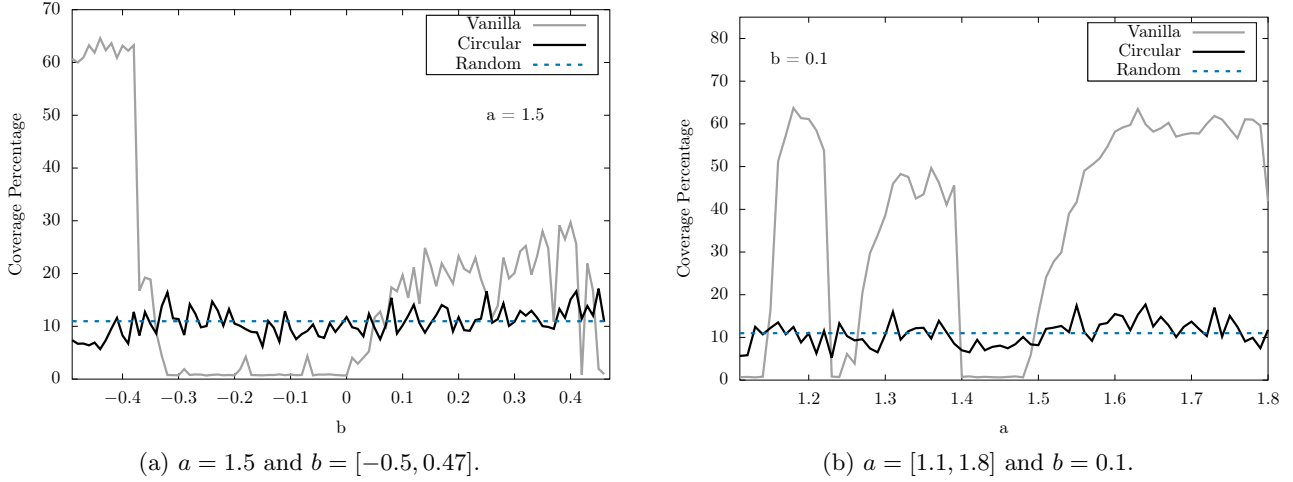 70
60
50
40
30
20
10
0
Coverage Percentage
Vanilla
Circular
Random
a = 1.5
−0.4 −0.3 −0.2 −0.1 0 0.1 0.2 0.3 0.4
b
(a) a = 1.5 and b = [−0.5, 0.47].
80
70
60
50
40
30
20
10
0
Coverage Percentage
b = 0.1
Vanilla
Circular
Random
1.2 1.3 1.4 1.5 1.6 1.7 1.8
a
(b) a = [1.1, 1.8] and b = 0.1.